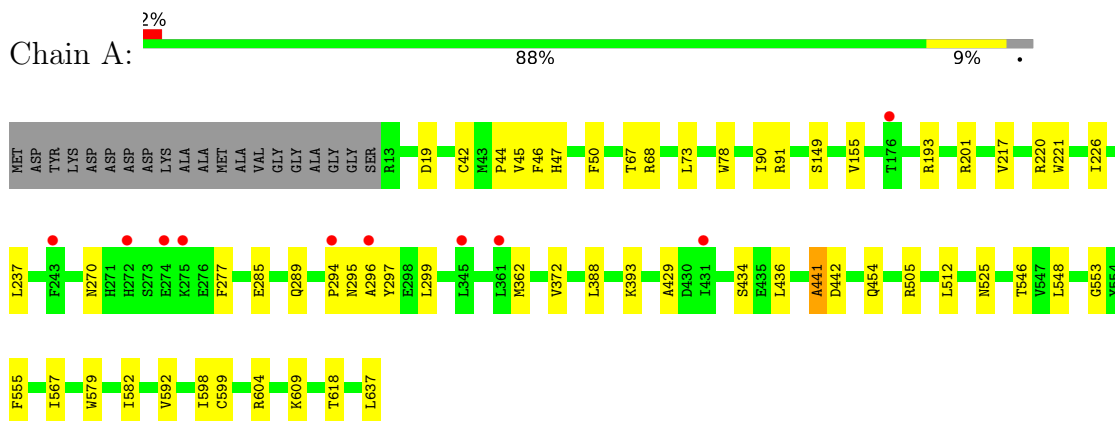 2%
Chain A:
88% 9% •
MET ASP TYR LYS ASP ASP ASP ASP LYS ALA ALA MET ALA VAL GLY GLY ALA GLY GLY SER R13 D19 C42 M43 P44 V45 F46 H47 F50 T67 R68 L73 W78 I90 R91 S149 V155 T176 R193 R201 V217 R220 W221 I226
L237 F243 N270 H271 H272 S273 E274 K275 E276 F277 E285 Q289 P294 N295 A296 Y297 E298 L299 L345 L361 M362 V372 L388 K393 A429 D430 I431 S434 E435 L436 A441 D442 Q454 R505 L512 N525 T546 V547 L548 G553 Y554
F555 I567 W579 I582 V592 I598 C599 R604 K609 T618 L637